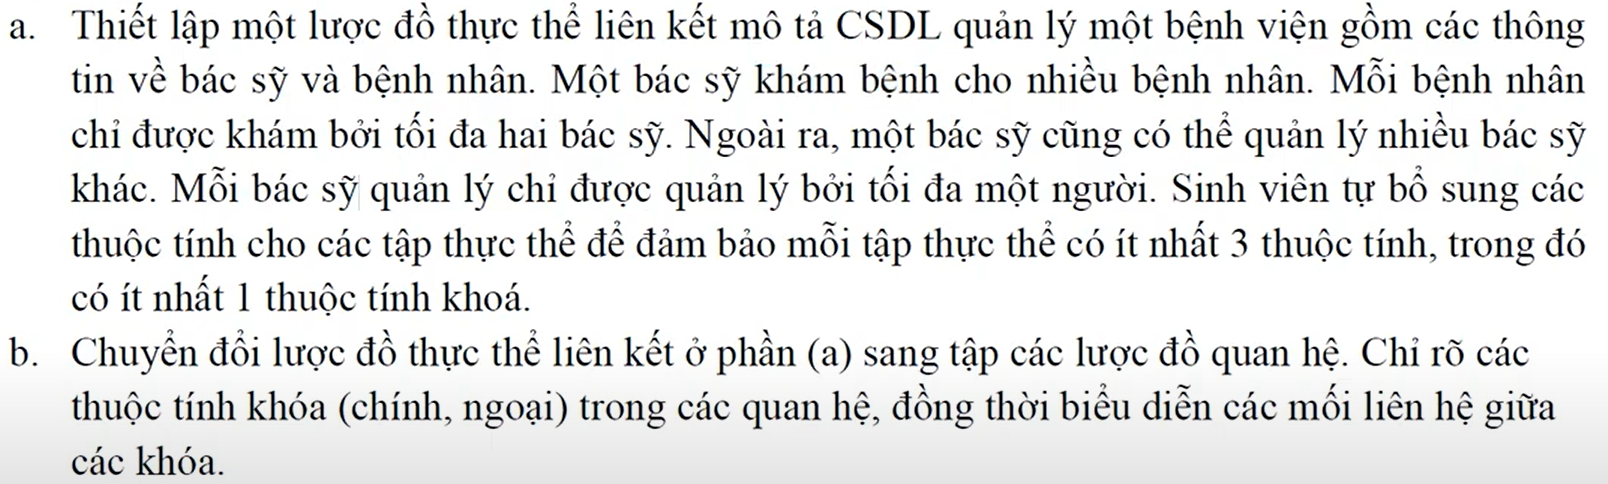 a. Thiết lập một lược đồ thực thể liên kết mô tả CSDL quản lý một bệnh viện gồm các thông
tin về bác sỹ và bệnh nhân. Một bác sỹ khám bệnh cho nhiều bệnh nhân. Mỗi bệnh nhân
chỉ được khám bởi tối đa hai bác sỹ. Ngoài ra, một bác sỹ cũng có thể quản lý nhiều bác sỹ
khác. Mỗi bác sỹ quản lý chỉ được quản lý bởi tối đa một người. Sinh viên tự bổ sung các
thuộc tính cho các tập thực thể để đảm bảo mỗi tập thực thể có ít nhất 3 thuộc tính, trong đó
có ít nhất 1 thuộc tính khoá.
b. Chuyển đổi lược đồ thực thể liên kết ở phần (a) sang tập các lược đồ quan hệ. Chỉ rõ các
thuộc tính khóa (chính, ngoại) trong các quan hệ, đồng thời biểu diễn các mối liên hệ giữa
các khóa.